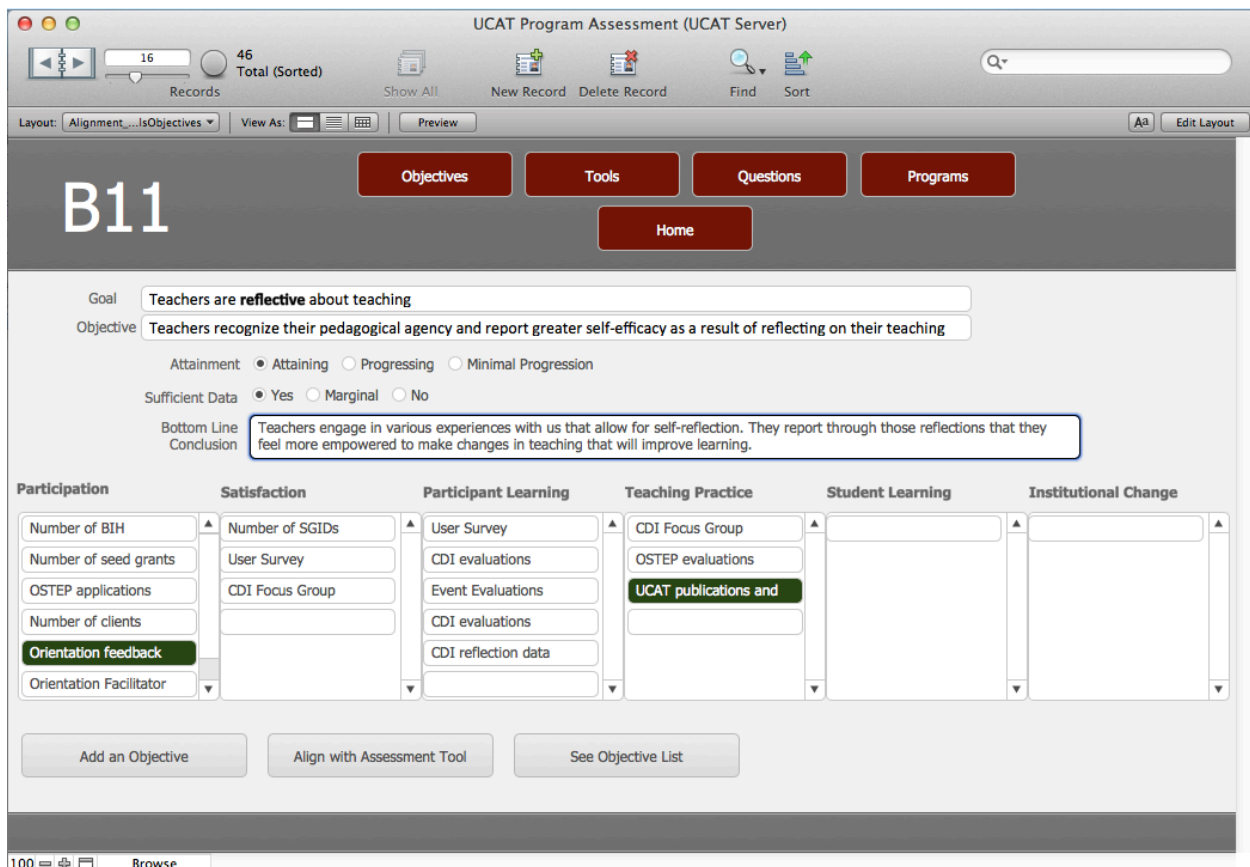 UCAT Program Assessment (UCAT Server)
16
46
Total (Sorted)
Records
Show All
New Record
Delete Record
Find
Sort
Layout:
Alignment_...lsObjectives
View As:
Preview
Aa
Edit Layout
B11
Objectives
Tools
Questions
Programs
Home
Goal
Teachers are reflective about teaching
Objective
Teachers recognize their pedagogical agency and report greater self-efficacy as a result of reflecting on their teaching
Attainment
Attaining
Progressing
Minimal Progression
Sufficient Data
Yes
Marginal
No
Bottom Line
Conclusion
Teachers engage in various experiences with us that allow for self-reflection. They report through those reflections that they
feel more empowered to make changes in teaching that will improve learning.
Participation
Number of BIH
Number of seed grants
OSTEP applications
Number of clients
Orientation feedback
Orientation Facilitator
Satisfaction
Number of SGIDs
User Survey
CDI Focus Group
Participant Learning
User Survey
CDI evaluations
Event Evaluations
CDI evaluations
CDI reflection data
Teaching Practice
CDI Focus Group
OSTEP evaluations
UCAT publications and
Student Learning
Institutional Change
Add an Objective
Align with Assessment Tool
See Objective List
100
Browse